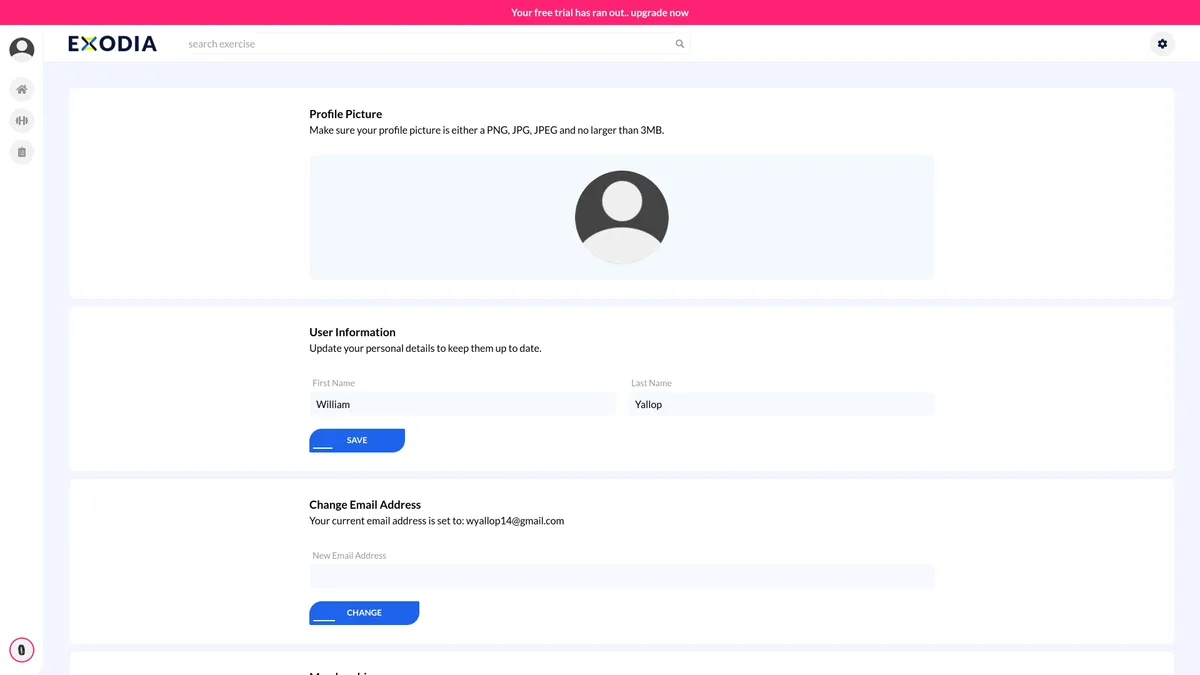 Your free trial has ran out.. upgrade now
EXODIA
search exercise
Profile Picture
Make sure your profile picture is either a PNG, JPG, JPEG and no larger than 3MB.
User Information
Update your personal details to keep them up to date.
First Name
Last Name
William
Yallop
SAVE
Change Email Address
Your current email address is set to: wyallop14@gmail.com
New Email Address
CHANGE